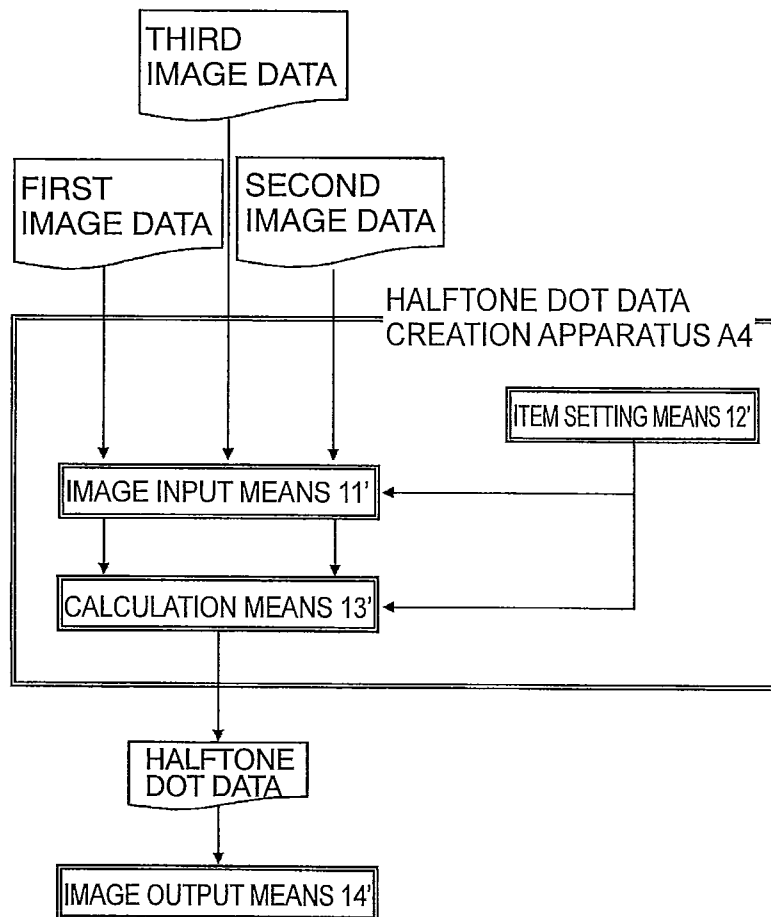 THIRD
IMAGE DATA
FIRST
IMAGE DATA
SECOND
IMAGE DATA
HALFTONE DOT DATA
CREATION APPARATUS A4
ITEM SETTING MEANS 12'
IMAGE INPUT MEANS 11'
CALCULATION MEANS 13'
HALFTONE
DOT DATA
IMAGE OUTPUT MEANS 14'